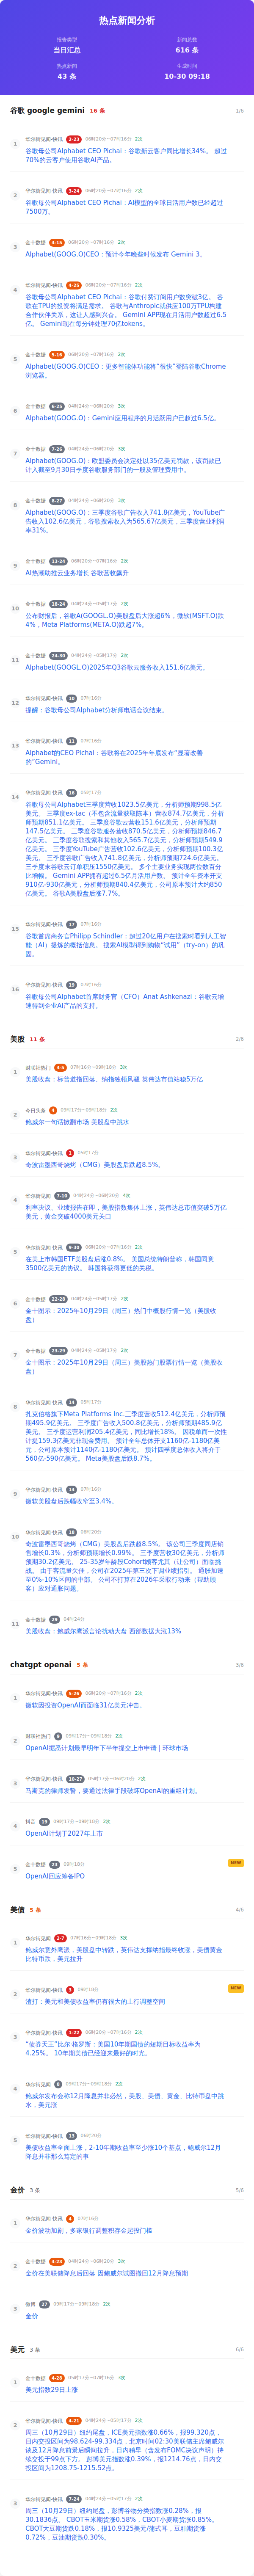 热点新闻分析
报告类型
当日汇总
新闻总数
616 条
热点新闻
43 条
生成时间
10-30 09:18
谷歌 google gemini 16 条 1/6
1
华尔街见闻-快讯 2-23 06时20分~07时16分 2次
谷歌母公司Alphabet CEO Pichai：谷歌新云客户同比增长34%。 超过
70%的云客户使用谷歌AI产品。
2
华尔街见闻-快讯 3-24 06时20分~07时16分 2次
谷歌母公司Alphabet CEO Pichai：AI模型的全球日活用户数已经超过
7500万。
3
金十数据 4-15 06时20分~07时16分 2次
Alphabet(GOOG.O)CEO：预计今年晚些时候发布 Gemini 3。
4
华尔街见闻-快讯 4-25 06时20分~07时16分 2次
谷歌母公司Alphabet CEO Pichai：谷歌付费订阅用户数突破3亿。 谷歌
在TPU的投资将满足需求。 谷歌与Anthropic就供应100万TPU构建
合作伙伴关系，这让人感到兴奋。 Gemini APP现在月活用户数超过6.5
亿。 Gemini现在每分钟处理70亿tokens。
5
金十数据 5-16 06时20分~07时16分 2次
Alphabet(GOOG.O)CEO：更多智能体功能将“很快”登陆谷歌Chrome
浏览器。
6
金十数据 6-25 04时24分~06时20分 3次
Alphabet(GOOG.O)：Gemini应用程序的月活跃用户已超过6.5亿。
7
金十数据 7-26 04时24分~06时20分 3次
Alphabet(GOOG.O)：欧盟委员会决定处以35亿美元罚款，该罚款已
计入截至9月30日季度谷歌服务部门的一般及管理费用中。
8
金十数据 8-27 04时24分~06时20分 3次
Alphabet(GOOG.O)：三季度谷歌广告收入741.8亿美元，YouTube广
告收入102.6亿美元，谷歌搜索收入为565.67亿美元，三季度营业利润
率31%。
9
金十数据 13-24 06时20分~07时16分 2次
AI热潮助推云业务增长 谷歌营收飙升
10
金十数据 18-24 04时24分~05时17分 2次
公布财报后，谷歌A(GOOGL.O)美股盘后大涨超6%，微软(MSFT.O)跌
4%，Meta Platforms(META.O)跌超7%。
11
金十数据 24-30 04时24分~05时17分 2次
Alphabet(GOOGL.O)2025年Q3谷歌云服务收入151.6亿美元。
12
华尔街见闻-快讯 10 07时16分
提醒：谷歌母公司Alphabet分析师电话会议结束。
13
华尔街见闻-快讯 11 07时16分
Alphabet的CEO Pichai：谷歌将在2025年年底发布“显著改善
的”Gemini。
14
华尔街见闻-快讯 16 05时17分
谷歌母公司Alphabet三季度营收1023.5亿美元，分析师预期998.5亿
美元。 三季度ex-tac（不包含流量获取陈本）营收874.7亿美元，分析
师预期851.1亿美元。 三季度谷歌云营收151.6亿美元，分析师预期
147.5亿美元。 三季度谷歌服务营收870.5亿美元，分析师预期846.7
亿美元。 三季度谷歌搜索和其他收入565.7亿美元，分析师预期549.9
亿美元。 三季度YouTube广告营收102.6亿美元，分析师预期100.3亿
美元。 三季度谷歌广告收入741.8亿美元，分析师预期724.6亿美元。
三季度末谷歌云订单积压1550亿美元。 多个主要业务实现两位数百分
比增幅。 Gemini APP拥有超过6.5亿月活用户数。 预计全年资本开支
910亿-930亿美元，分析师预期840.4亿美元，公司原本预计大约850
亿美元。 谷歌A美股盘后涨7.7%。
15
华尔街见闻-快讯 17 07时16分
谷歌首席商务官Philipp Schindler：超过20亿用户在搜索时看到人工智
能（AI）提炼的概括信息。 搜索AI模型得到购物“试用”（try-on）的巩
固。
16
华尔街见闻-快讯 19 07时16分
谷歌母公司Alphabet首席财务官（CFO）Anat Ashkenazi：谷歌云增
速得到企业AI产品的支持。
美股 11 条 2/6
1
财联社热门 4-5 07时16分~09时18分 3次
美股收盘：标普道指回落、纳指独领风骚 英伟达市值站稳5万亿
2
今日头条 4 09时17分~09时18分 2次
鲍威尔一句话掀翻市场 美股盘中跳水
3
华尔街见闻-快讯 1 05时17分
奇波雷墨西哥烧烤（CMG）美股盘后跌超8.5%。
4
华尔街见闻 7-10 04时24分~06时20分 4次
利率决议、业绩报告在即，美股指数集体上涨，英伟达总市值突破5万亿
美元，黄金突破4000美元关口
5
华尔街见闻-快讯 9-30 06时20分~07时16分 2次
在美上市韩国ETF美股盘后涨0.8%。 美国总统特朗普称，韩国同意
3500亿美元的协议。 韩国将获得更低的关税。
6
金十数据 22-28 04时24分~05时17分 2次
金十图示：2025年10月29日（周三）热门中概股行情一览（美股收
盘）
7
金十数据 23-29 04时24分~05时17分 2次
金十图示：2025年10月29日（周三）美股热门股票行情一览（美股收
盘）
8
华尔街见闻-快讯 14 05时17分
扎克伯格旗下Meta Platforms Inc.三季度营收512.4亿美元，分析师预
期495.9亿美元。 三季度广告收入500.8亿美元，分析师预期485.9亿
美元。 三季度运营利润205.4亿美元，同比增长18%。 因税单而一次性
计提159.3亿美元非现金费用。 预计全年总体开支1160亿-1180亿美
元，公司原本预计1140亿-1180亿美元。 预计四季度总体收入将介于
560亿-590亿美元。 Meta美股盘后跌8.7%。
9
华尔街见闻-快讯 14 07时16分
微软美股盘后跌幅收窄至3.4%。
10
华尔街见闻-快讯 18 06时20分
奇波雷墨西哥烧烤（CMG）美股盘后跌超8.5%。 该公司三季度同店销
售增长0.3%，分析师预期增长0.99%。 三季度营收30亿美元，分析师
预期30.2亿美元。 25-35岁年龄段Cohort顾客尤其（让公司）面临挑
战。 由于客流量欠佳，公司在2025年第三次下调业绩指引。 通胀加速
至0%-10%区间的中部。 公司不打算在2026年采取行动来（帮助顾
客）应对通胀问题。
11
金十数据 29 04时24分
美股收盘：鲍威尔鹰派言论扰动大盘 西部数据大涨13%
chatgpt openai 5 条 3/6
1
华尔街见闻-快讯 5-26 06时20分~07时16分 2次
微软因投资OpenAI而面临31亿美元冲击。
2
财联社热门 9 09时17分~09时18分 2次
OpenAI据悉计划最早明年下半年提交上市申请丨环球市场
3
华尔街见闻-快讯 10-27 05时17分~06时20分 2次
马斯克的律师发誓，要通过法律手段破坏OpenAI的重组计划。
4
抖音 19 09时17分~09时18分 2次
OpenAI计划于2027年上市
5
金十数据 23 09时18分 NEW
OpenAI回应筹备IPO
美债 5 条 4/6
1
华尔街见闻 2-7 07时16分~09时18分 3次
鲍威尔意外鹰派，美股盘中转跌，英伟达支撑纳指最终收涨，美债黄金
比特币跌，美元拉升
2
华尔街见闻-快讯 3 09时18分 NEW
渣打：美元和美债收益率仍有很大的上行调整空间
3
华尔街见闻-快讯 1-22 06时20分~07时16分 2次
“债券天王”比尔·格罗斯：美国10年期国债的短期目标收益率为
4.25%。 10年期美债已经迎来最好的时光。
4
华尔街见闻 9 09时17分~09时18分 2次
鲍威尔发布会称12月降息并非必然，美股、美债、黄金、比特币盘中跳
水，美元涨
5
华尔街见闻-快讯 13 06时20分
美债收益率全面上涨，2-10年期收益率至少涨10个基点，鲍威尔12月
降息并非那么笃定的事
金价 3 条 5/6
1
华尔街见闻-快讯 4 07时16分
金价波动加剧，多家银行调整积存金起投门槛
2
金十数据 4-23 04时24分~06时20分 3次
金价在美联储降息后回落 因鲍威尔试图撤回12月降息预期
3
微博 27 09时17分~09时18分 2次
金价
美元 3 条 6/6
1
金十数据 4-28 05时17分~07时16分 3次
美元指数29日上涨
2
华尔街见闻-快讯 4-21 04时24分~05时17分 2次
周三（10月29日）纽约尾盘，ICE美元指数涨0.66%，报99.320点，
日内交投区间为98.624-99.334点，北京时间02:30美联储主席鲍威尔
谈及12月降息前景后瞬间拉升，日内稍早（含发布FOMC决议声明）持
续交投于99点下方。 彭博美元指数涨0.39%，报1214.76点，日内交
投区间为1208.75-1215.52点。
3
华尔街见闻-快讯 7-24 04时24分~05时17分 2次
周三（10月29日）纽约尾盘，彭博谷物分类指数涨0.28%，报
30.1836点。 CBOT玉米期货涨0.58%，CBOT小麦期货涨0.85%。
CBOT大豆期货跌0.18%，报10.9325美元/蒲式耳，豆粕期货涨
0.72%，豆油期货跌0.30%。